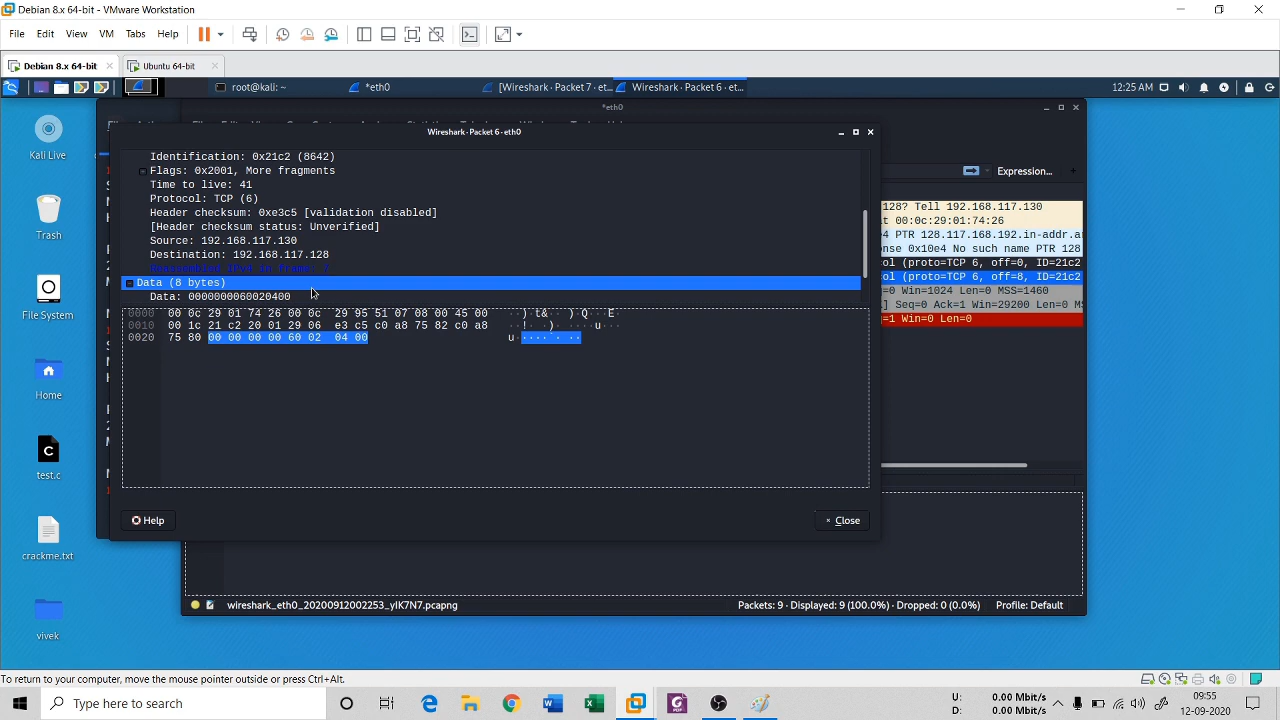 Debian 8.x 64-bit - VMware Workstation
File Edit View VM Tabs Help
Debian 8.x 64-bit Ubuntu 64-bit
root@kali: ~ *eth0 [Wireshark · Packet 7 · et... Wireshark · Packet 6 · et... 12:25 AM
*eth0
Wireshark · Packet 6 · eth0
Kali Live
Trash
File System
Home
test.c
crackme.txt
vivek
Identification: 0x21c2 (8642)
Flags: 0x2001, More fragments
Time to live: 41
Protocol: TCP (6)
Header checksum: 0xe3c5 [validation disabled]
[Header checksum status: Unverified]
Source: 192.168.117.130
Destination: 192.168.117.128
[Reassembled IPv4 in frame: 7]
Data (8 bytes)
Data: 0000000060020400
0000 00 0c 29 01 74 26 00 0c 29 95 51 07 08 00 45 00 ··)·t&·· )·Q···E·
0010 00 1c 21 c2 20 01 29 06 e3 c5 c0 a8 75 82 c0 a8 ··!· ·)· ····u···
0020 75 80 00 00 00 00 60 02 04 00 u·····`· ··
Help Close
Expression... +
128? Tell 192.168.117.130
at 00:0c:29:01:74:26
4 PTR 128.117.168.192.in-addr.ar
onse 0x10e4 No such name PTR 128
ol (proto=TCP 6, off=0, ID=21c2
ol (proto=TCP 6, off=8, ID=21c2
=0 Win=1024 Len=0 MSS=1460
] Seq=0 Ack=1 Win=29200 Len=0
=1 Win=0 Len=0
wireshark_eth0_20200912002253_yIK7N7.pcapng Packets: 9 · Displayed: 9 (100.0%) · Dropped: 0 (0.0%) Profile: Default
To return to your computer, move the mouse pointer outside or press Ctrl+Alt.
Type here to search
U: 0.00 Mbit/s
D: 0.00 Mbit/s
09:55
12-09-2020